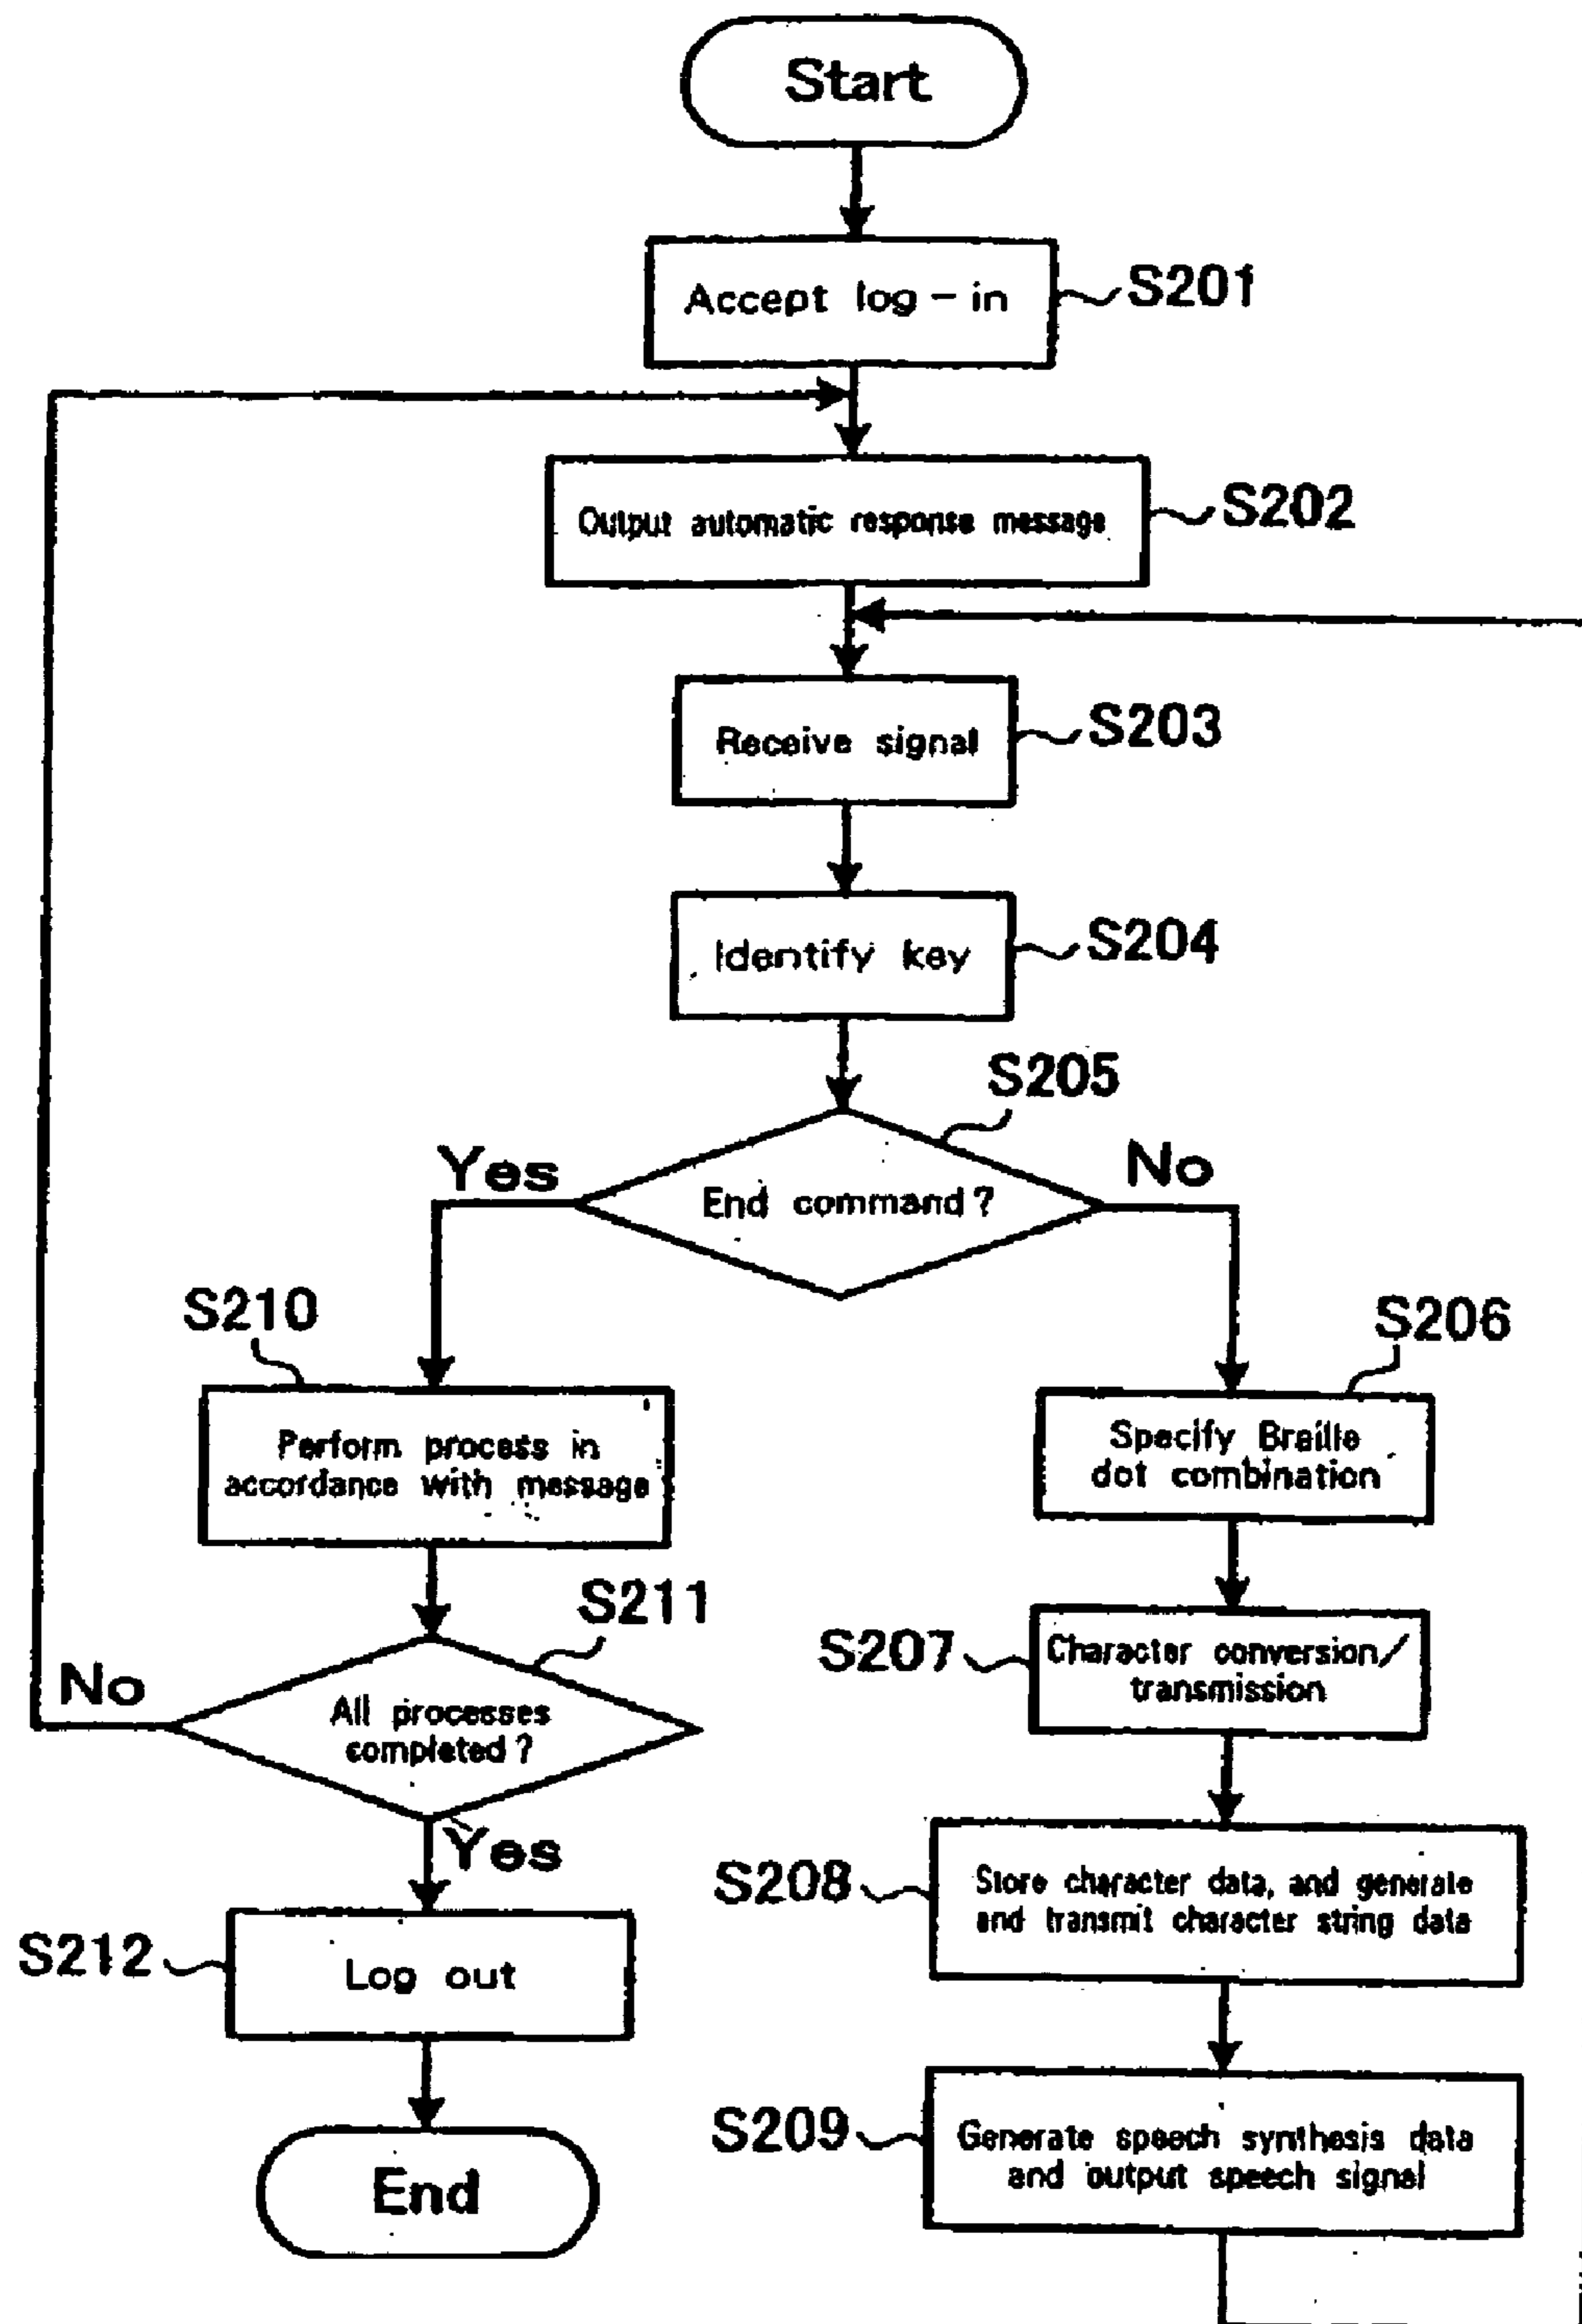 Start
Accept log-in
S201
Output automatic response message
S202
Receive signal
S203
Identify key
S204
S205
Yes
End command?
No
S210
S206
Perform process in
accordance with message
Specify Braille
dot combination
S211
S207
Character conversion/
transmission
No
All processes
completed?
Yes
S208
Store character data, and generate
and transmit character string data
S212
Log out
S209
Generate speech synthesis data
and output speech signal
End